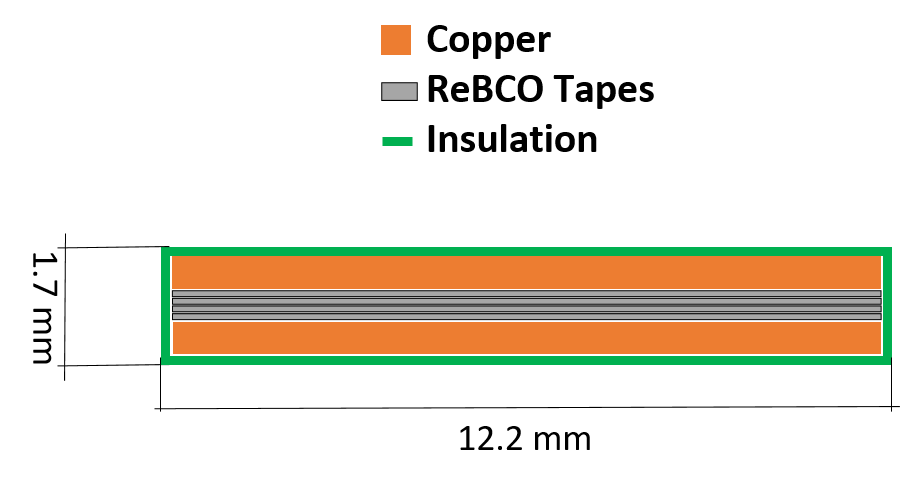 Copper
ReBCO Tapes
Insulation
1.7 mm
12.2 mm